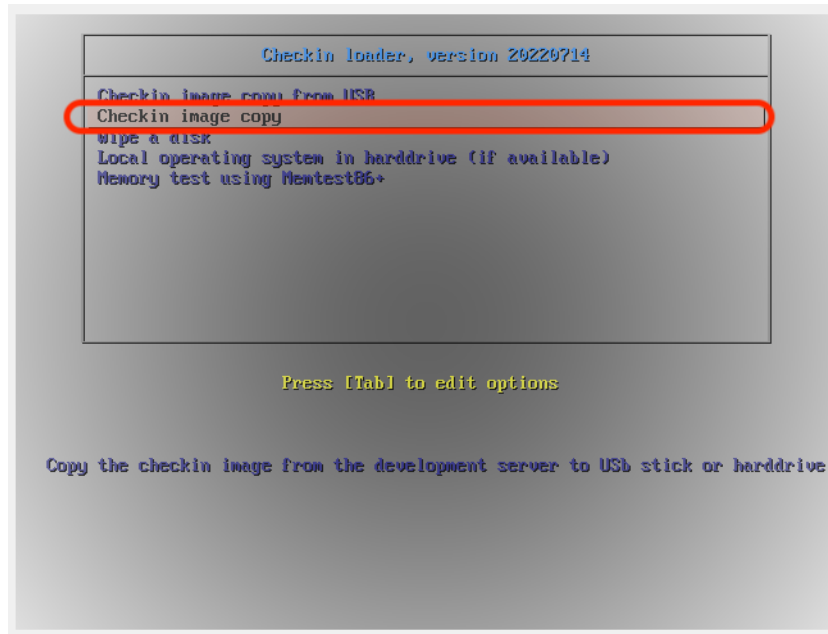 Checkin loader, version 20220714
Checkin image copy from USB
Checkin image copy
Wipe a disk
Local operating system in harddrive (if available)
Memory test using Memtest86+
Press [Tab] to edit options
Copy the checkin image from the development server to USb stick or harddrive